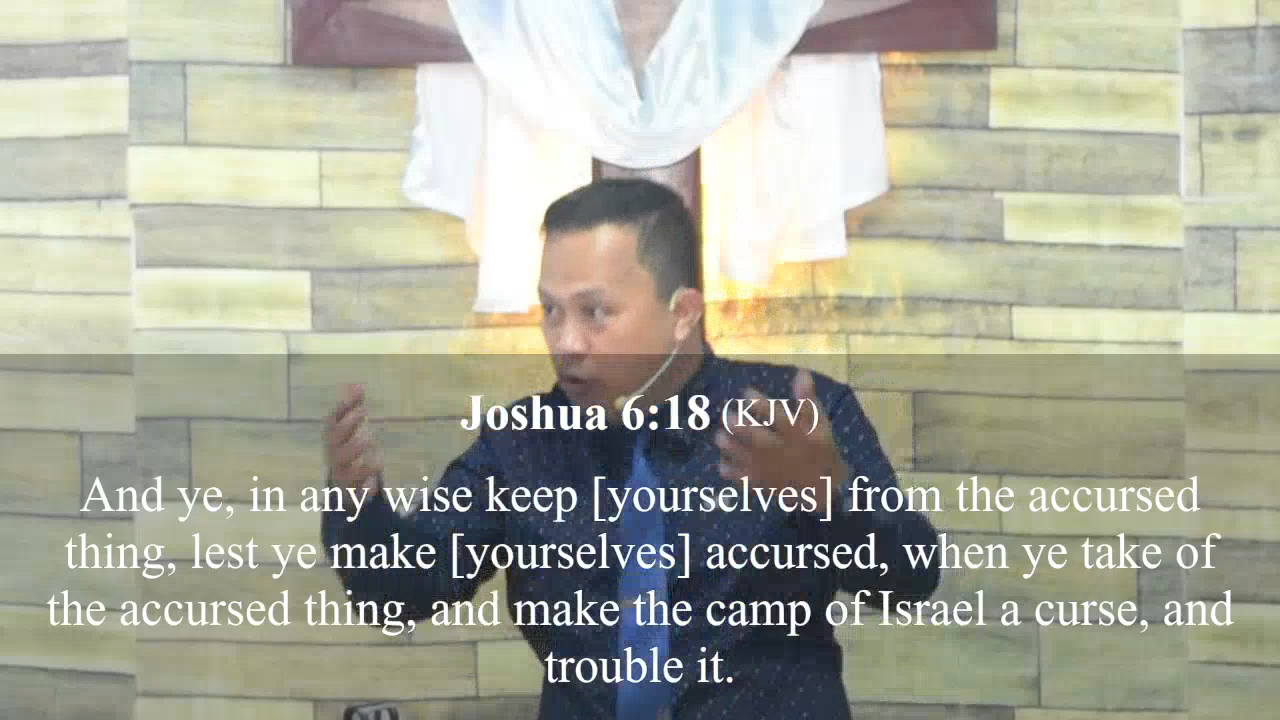 Joshua 6:18 (KJV)
And ye, in any wise keep [yourselves] from the accursed
thing, lest ye make [yourselves] accursed, when ye take of
the accursed thing, and make the camp of Israel a curse, and
trouble it.